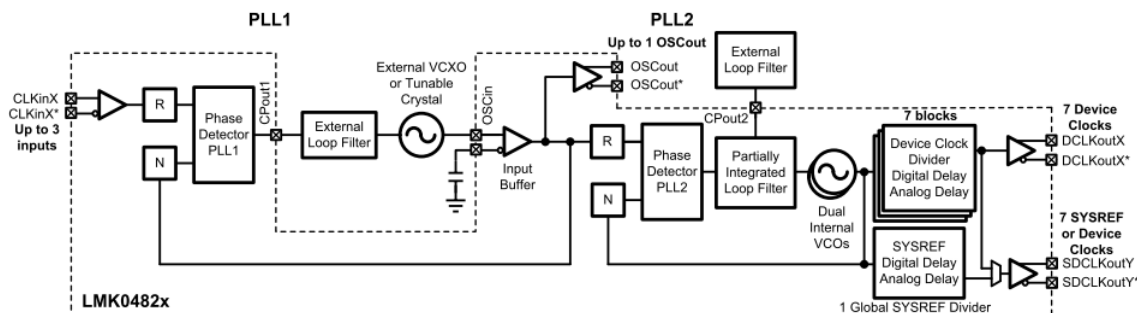 PLL1
PLL2
Up to 1 OSCout
External
Loop Filter
External VCXO
or Tunable
Crystal
OSCout
OSCout*
CLKinX
CLKinX*
Up to 3
inputs
R
N
Phase
Detector
PLL1
CPout1
External
Loop Filter
OSCin
Input
Buffer
R
N
Phase
Detector
PLL2
CPout2
Partially
Integrated
Loop Filter
Dual
Internal
VCOs
7 blocks
Device Clock
Divider
Digital Delay
Analog Delay
7 Device
Clocks
DCLKoutX
DCLKoutX*
SYSREF
Digital Delay
Analog Delay
1 Global SYSREF Divider
7 SYSREF
or Device
Clocks
SDCLKoutY
SDCLKoutY*
LMK0482x